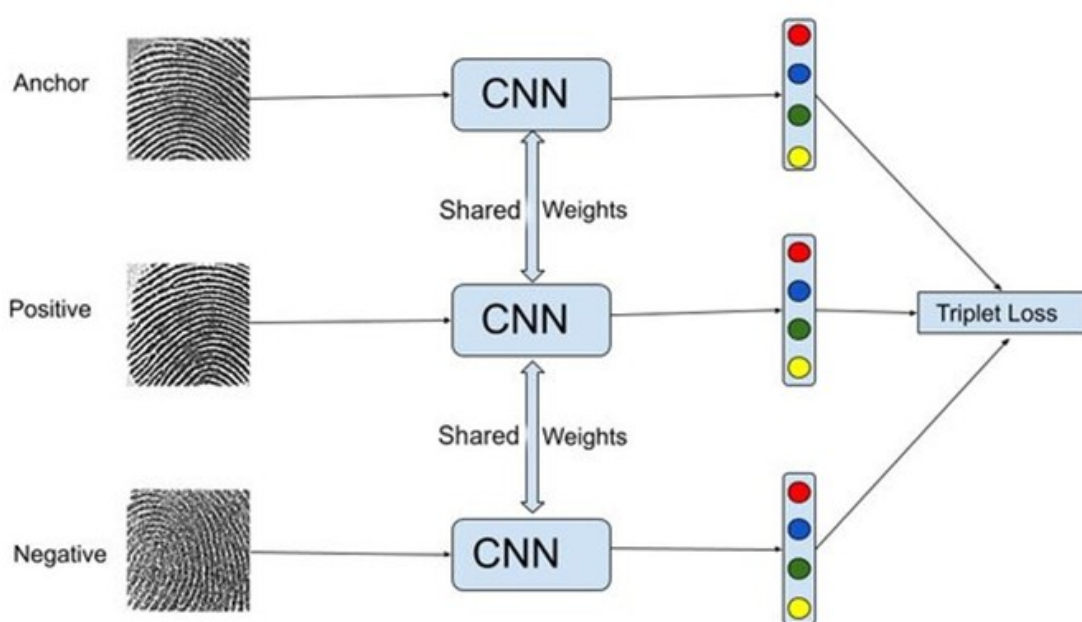 Anchor
CNN
Shared Weights
Positive
CNN
Triplet Loss
Shared Weights
Negative
CNN